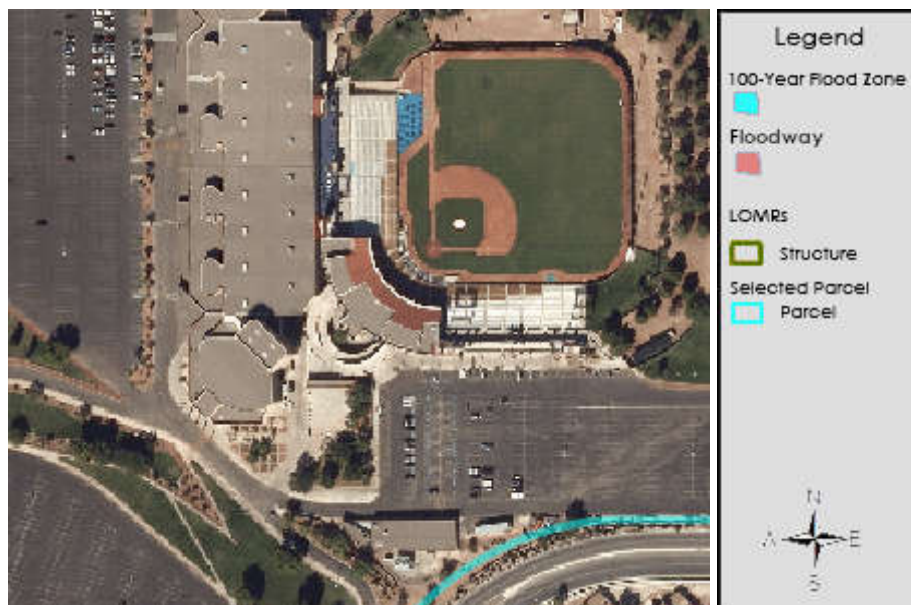 Legend
100-Year Flood Zone
Floodway
LOMRs
Structure
Selected Parcel
Parcel
N
E
S